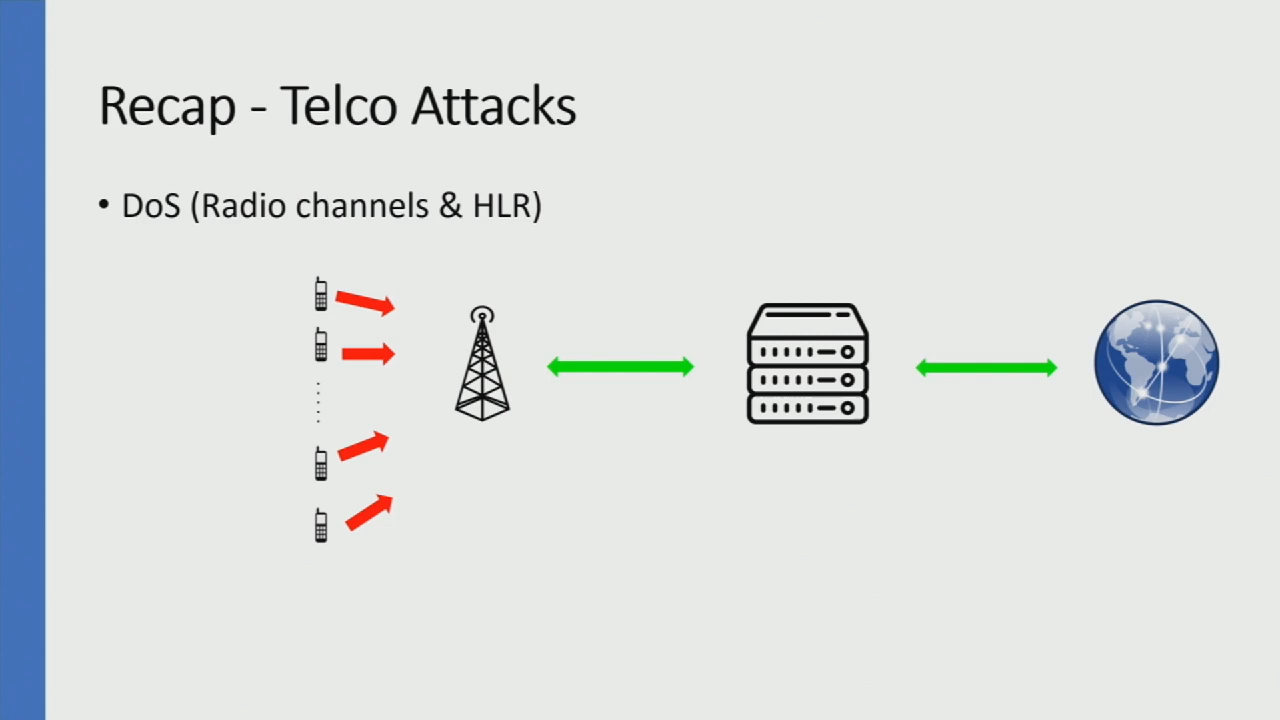 Recap - Telco Attacks
• DoS (Radio channels & HLR)